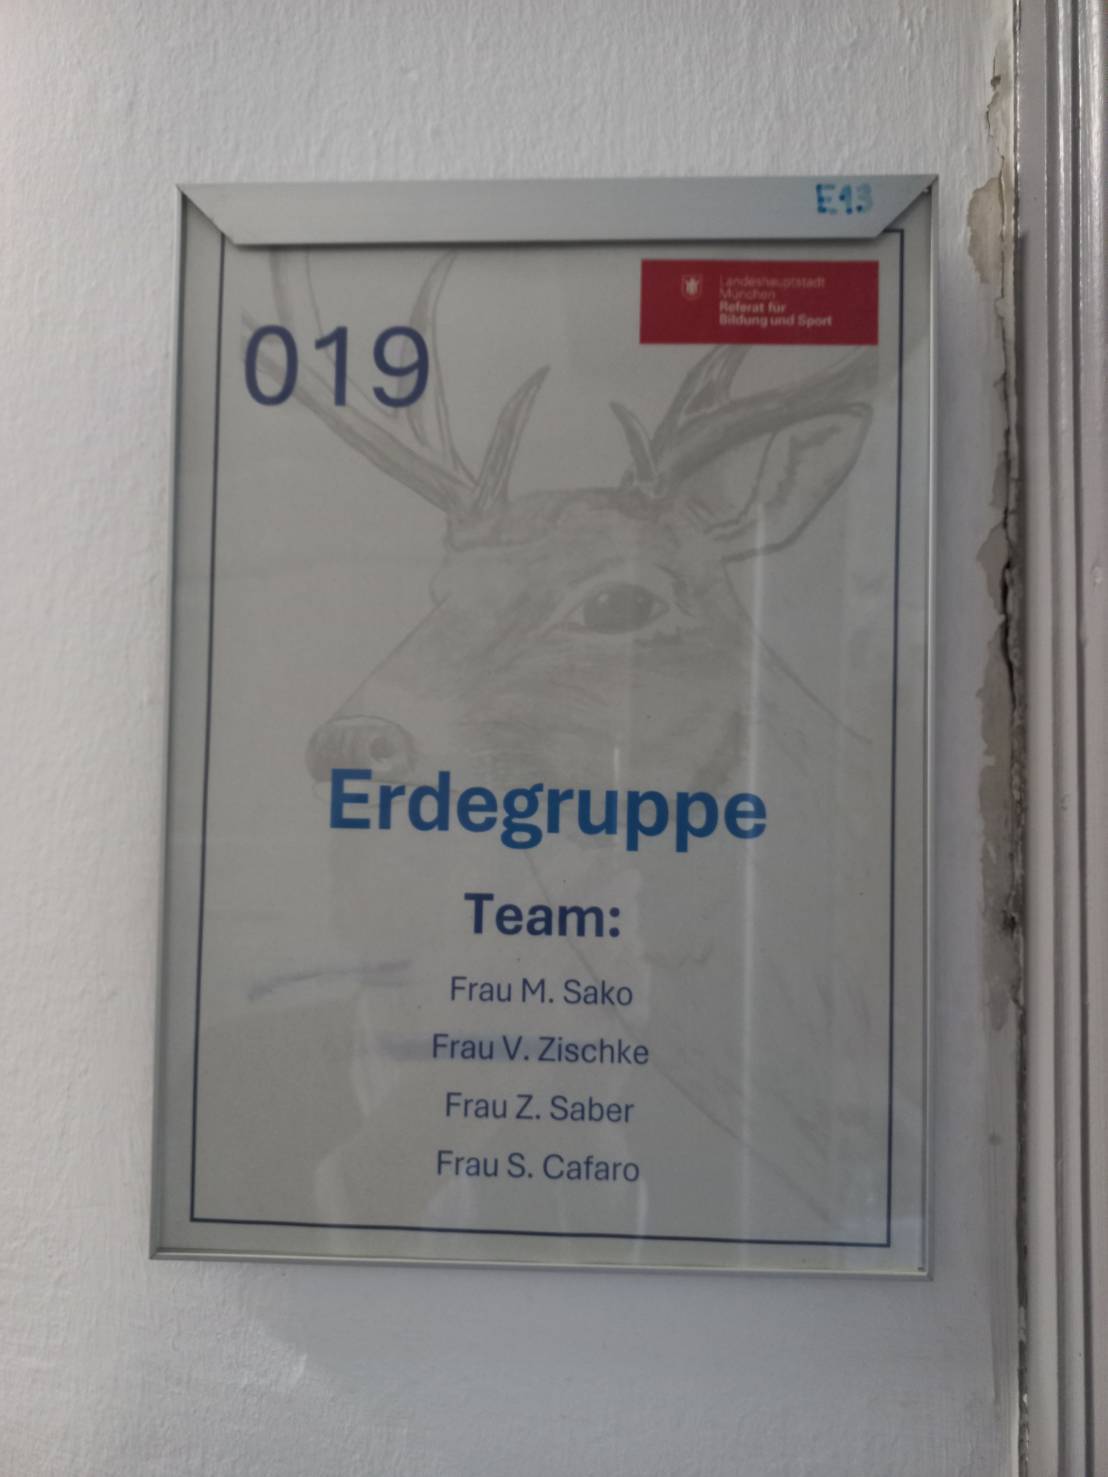 E13
Landeshauptstadt
München
Referat für
Bildung und Sport
019
Erdegruppe
Team:
Frau M. Sako
Frau V. Zischke
Frau Z. Saber
Frau S. Cafaro